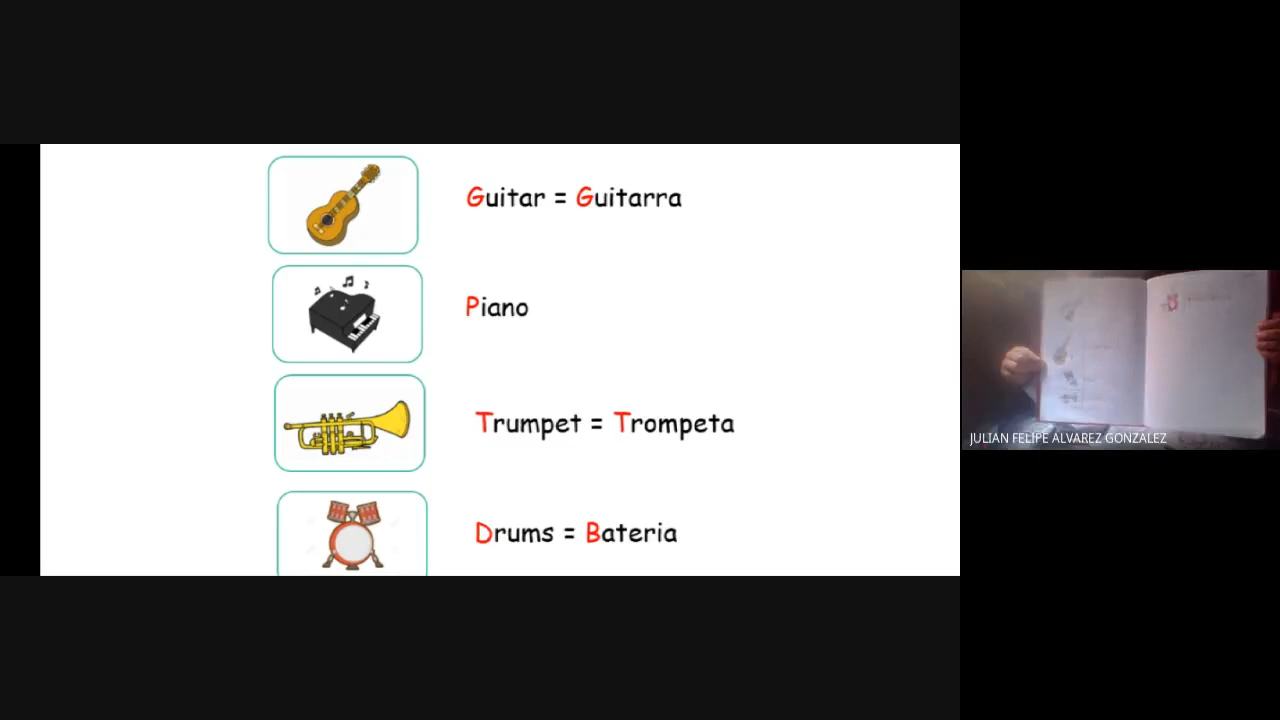 Guitar = Guitarra
Piano
Trumpet = Trompeta
Drums = Bateria
JULIAN FELIPE ALVAREZ GONZALEZ